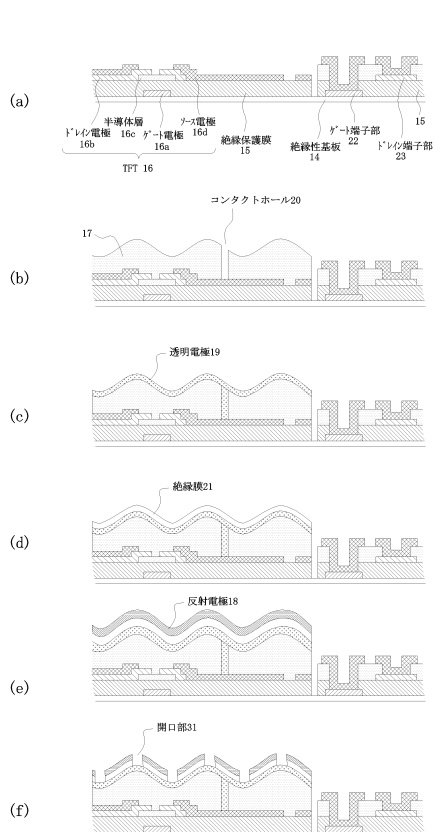 (a)
半導体層
16c
ソース電極
16d
ドレイン電極
16b
ゲート電極
16a
TFT 16
絶縁保護膜
15
絶縁性基板
14
ゲート端子部
22
ドレイン端子部
23
15
コンタクトホール20
17
(b)
透明電極19
(c)
絶縁膜21
(d)
反射電極18
(e)
開口部31
(f)